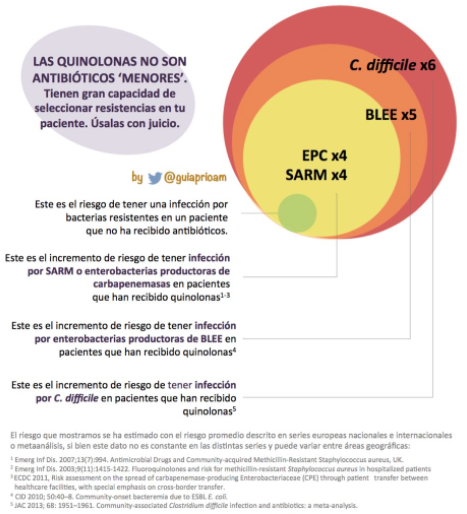 LAS QUINOLONAS NO SON
ANTIBIÓTICOS ‘MENORES’.
Tienen gran capacidad de
seleccionar resistencias en tu
paciente. Úsalas con juicio.
C. difficile x6
BLEE x5
EPC x4
SARM x4
by @guiaprioam
Este es el riesgo de tener una infección por
bacterias resistentes en un paciente
que no ha recibido antibióticos.
Este es el incremento de riesgo de tener infección
por SARM o enterobacterias productoras de
carbapenemasas en pacientes
que han recibido quinolonas1-3
Este es el incremento de riesgo de tener infección
por enterobacterias productoras de BLEE en
pacientes que han recibido quinolonas4
Este es el incremento de riesgo de tener infección
por C. difficile en pacientes que han recibido
quinolonas5
El riesgo que mostramos se ha estimado con el riesgo promedio descrito en series europeas nacionales e internacionales
o metaanálisis, si bien este dato no es constante en las distintas series y puede variar entre áreas geográficas:
1 Emerg Inf Dis. 2007;13(7):994. Antimicrobial Drugs and Community-acquired Methicillin-Resistant Staphylococcus aureus, UK.
2 Emerg Inf Dis. 2003;9(11):1415-1422. Fluoroquinolones and risk for methicillin-resistant Staphylococcus aureus in hospitalized patients
3 ECDC 2011, Risk assessment on the spread of carbapenemase-producing Enterobacteriaceae (CPE) through patient transfer between
healthcare facilities, with special emphasis on cross-border transfer.
4 CID 2010; 50:40–8. Community-onset bacteremia due to ESBL E. coli.
5 JAC 2013; 68: 1951–1961. Community-associated Clostridium difficile infection and antibiotics: a meta-analysis.